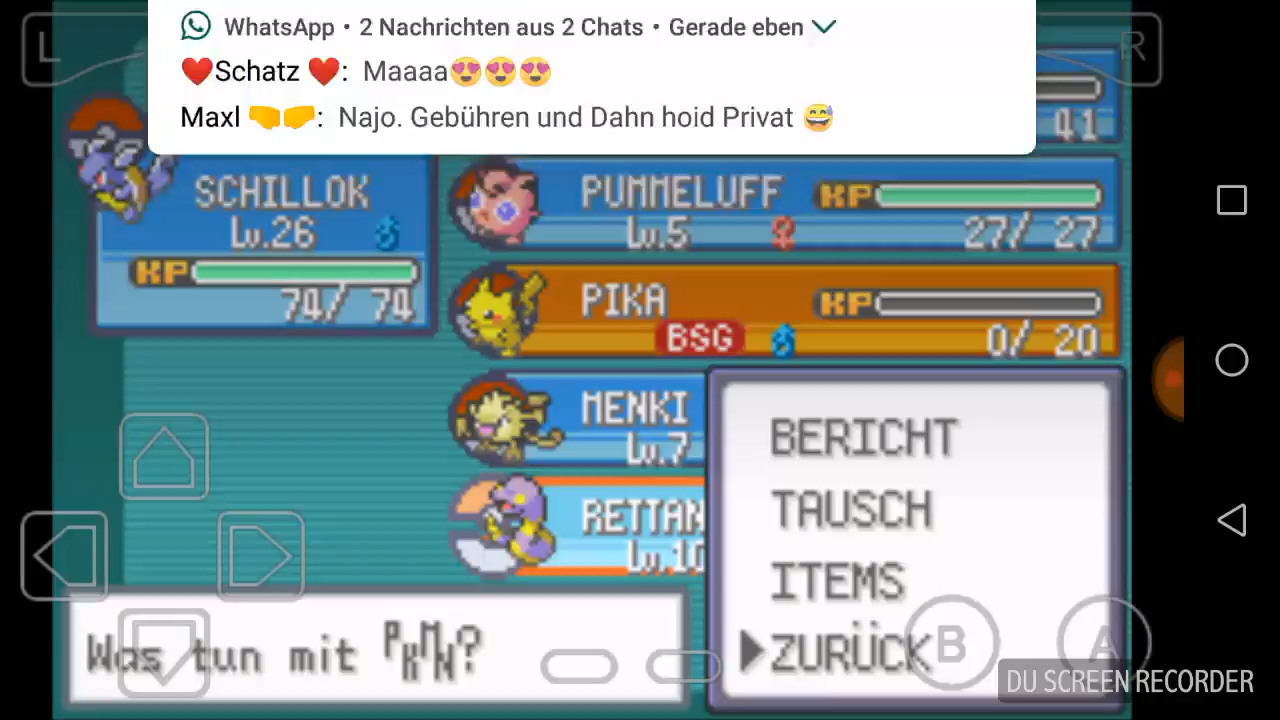 WhatsApp • 2 Nachrichten aus 2 Chats • Gerade eben
❤️Schatz ❤️: Maaaa😍😍😍
Maxl 🤜🤛: Najo. Gebühren und Dahn hoid Privat 😅
L
R
41
SCHILLOK
Lv.26 ♂
KP
74/ 74
PUMMELUFF KP
Lv.5 ♀ 27/ 27
PIKA KP
BSG ♂ 0/ 20
MENKI
Lv.7
RETTAN
Lv.10
BERICHT
TAUSCH
ITEMS
ZURÜCK
Was tun mit PKMN?
B
A
DU SCREEN RECORDER